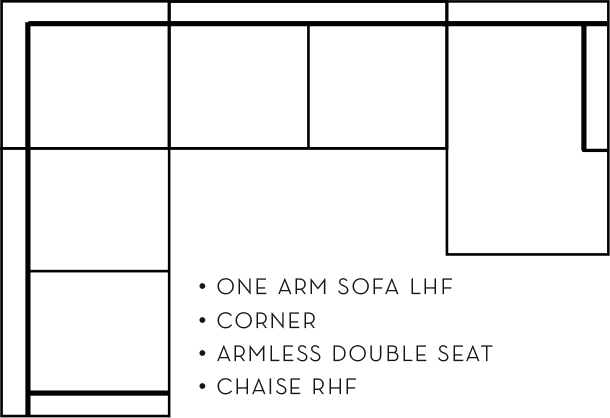 • ONE ARM SOFA LHF
• CORNER
• ARMLESS DOUBLE SEAT
• CHAISE RHF